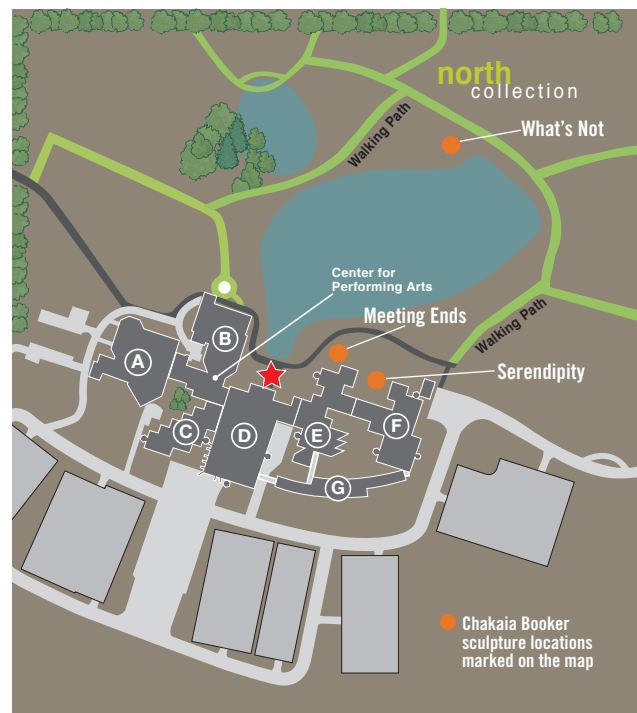 north
collection
Walking Path
What's Not
Center for
Performing Arts
Meeting Ends
Walking Path
Serendipity
A
B
C
D
E
F
G
Chakaia Booker
sculpture locations
marked on the map